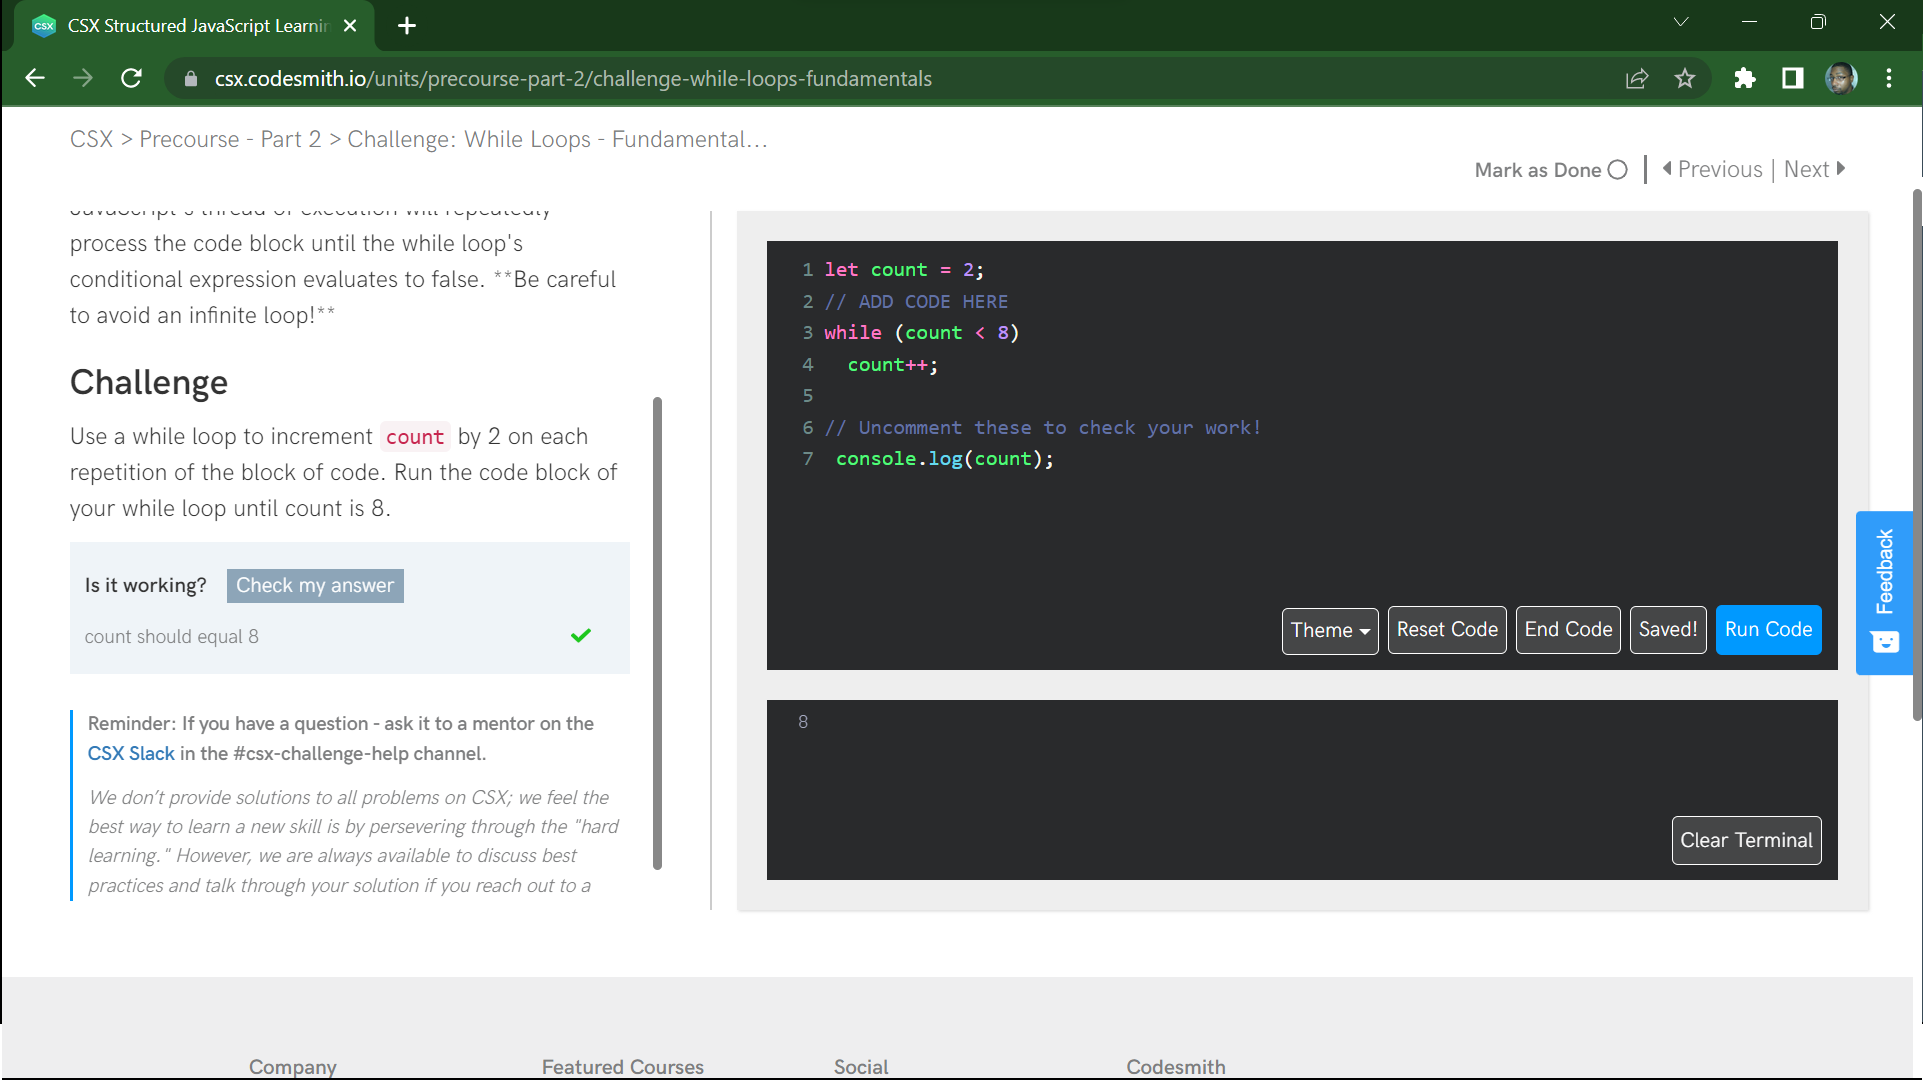 CSX Structured JavaScript Learnin
csx.codesmith.io/units/precourse-part-2/challenge-while-loops-fundamentals
CSX > Precourse - Part 2 > Challenge: While Loops - Fundamental...
Mark as Done | Previous | Next
JavaScript's thread of execution will repeatedly
process the code block until the while loop's
conditional expression evaluates to false. **Be careful
to avoid an infinite loop!**
Challenge
Use a while loop to increment count by 2 on each
repetition of the block of code. Run the code block of
your while loop until count is 8.
Is it working? Check my answer
count should equal 8
Reminder: If you have a question - ask it to a mentor on the
CSX Slack in the #csx-challenge-help channel.
We don't provide solutions to all problems on CSX; we feel the
best way to learn a new skill is by persevering through the "hard
learning." However, we are always available to discuss best
practices and talk through your solution if you reach out to a
1 let count = 2;
2 // ADD CODE HERE
3 while (count < 8)
4 count++;
5
6 // Uncomment these to check your work!
7 console.log(count);
Theme Reset Code End Code Saved! Run Code
8
Clear Terminal
Feedback
Company Featured Courses Social Codesmith